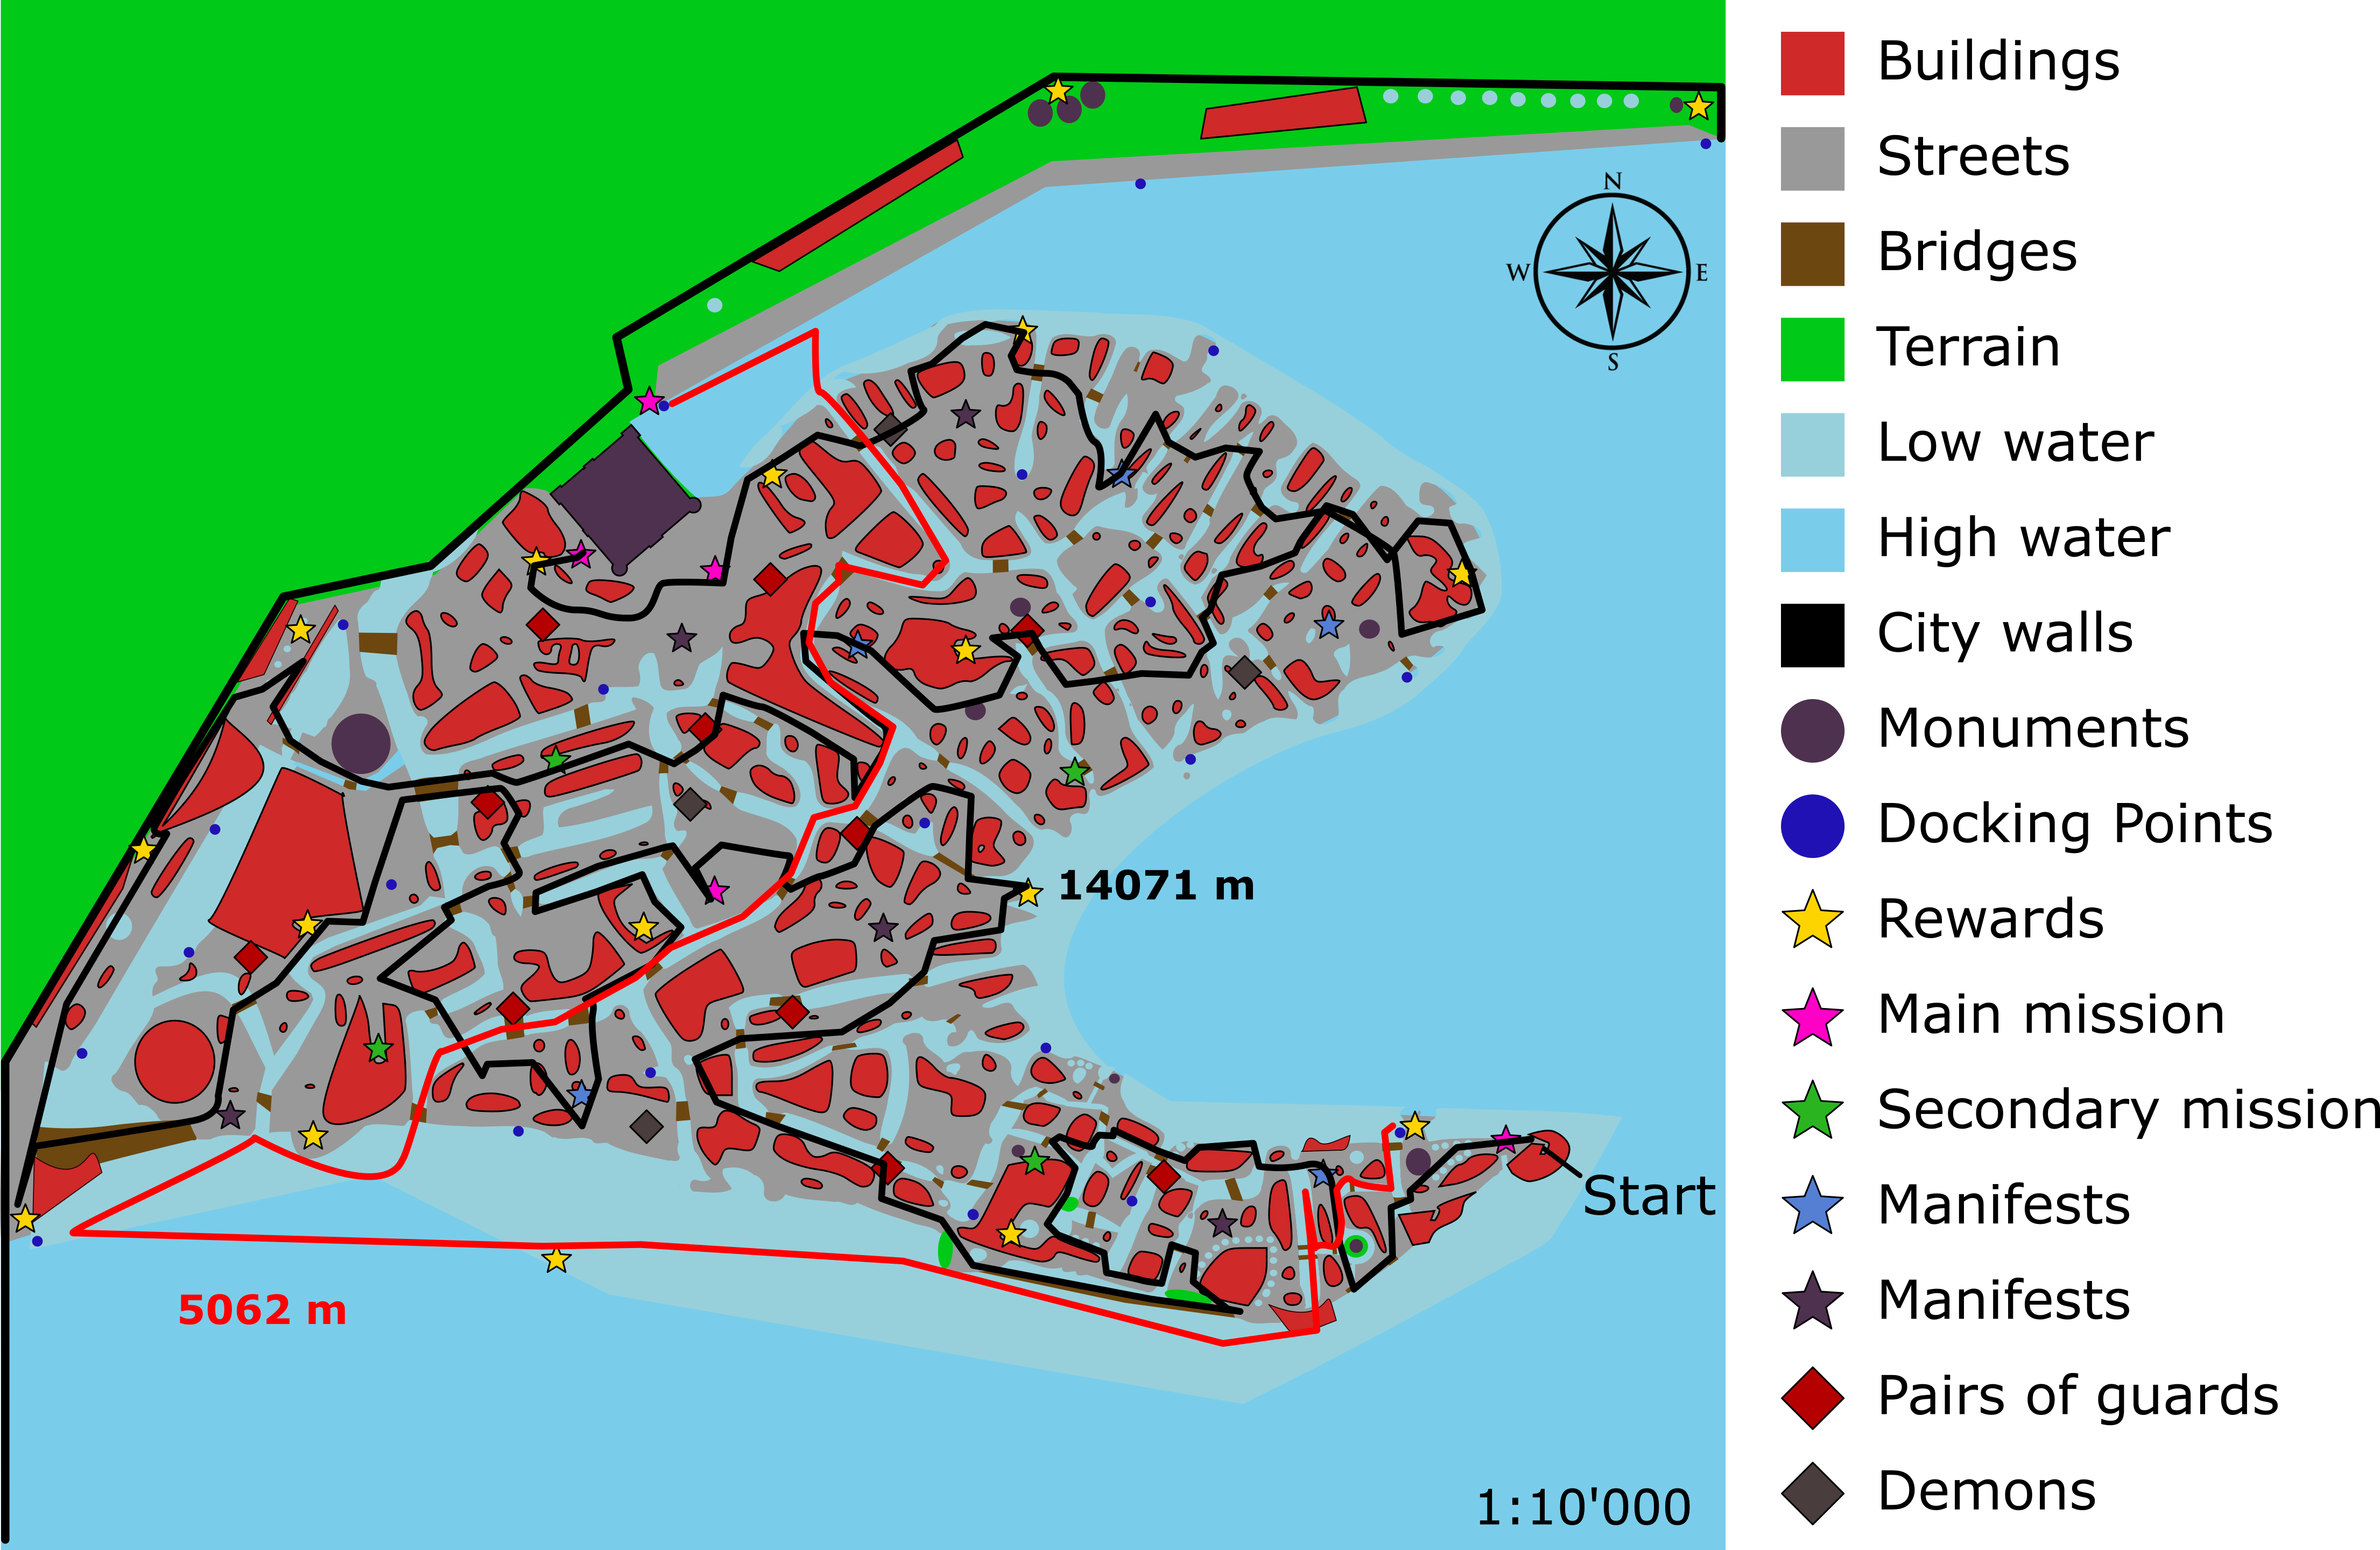 Buildings
Streets
Bridges
Terrain
Low water
High water
City walls
Monuments
Docking Points
Rewards
Main mission
Secondary mission
Manifests
Manifests
Pairs of guards
Demons
N
W E
S
14071 m
Start
5062 m
1:10'000